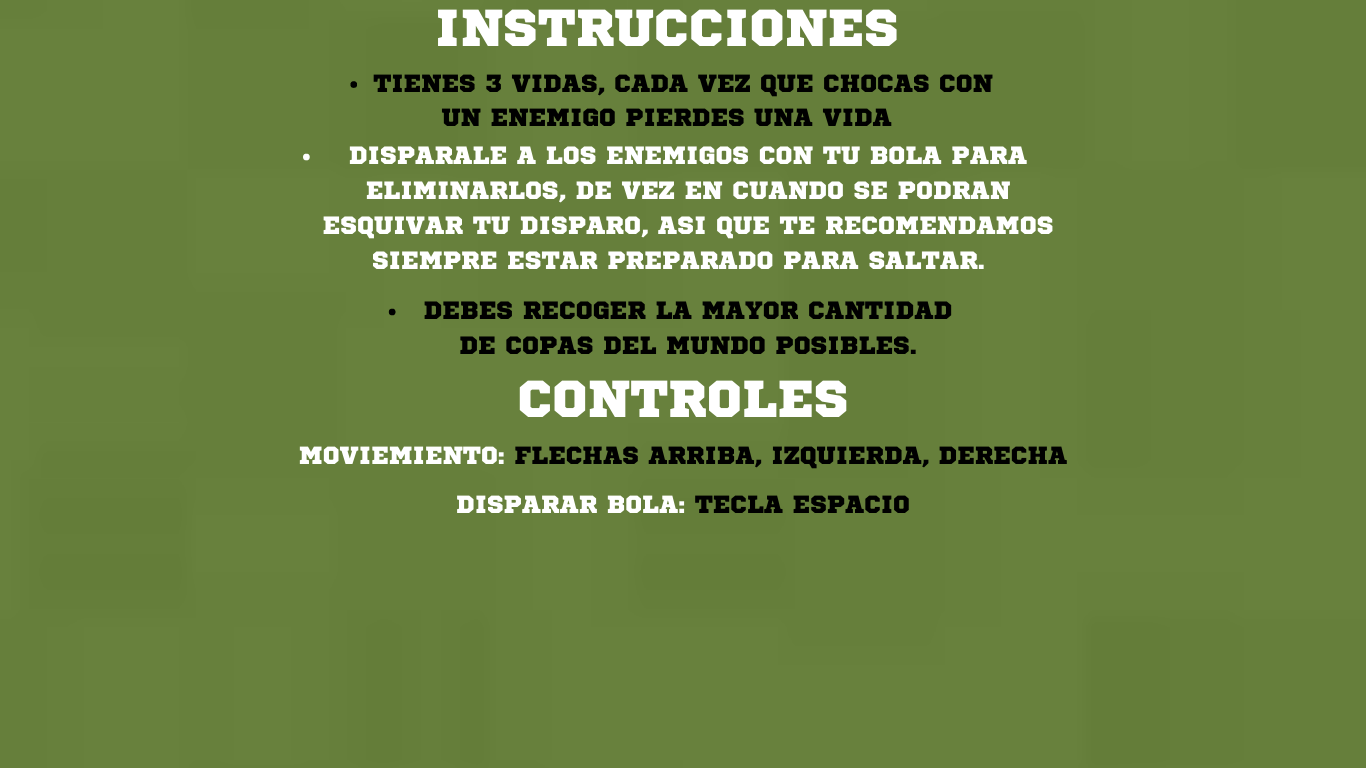 INSTRUCCIONES
• TIENES 3 VIDAS, CADA VEZ QUE CHOCAS CON
UN ENEMIGO PIERDES UNA VIDA
• DISPARALE A LOS ENEMIGOS CON TU BOLA PARA
ELIMINARLOS, DE VEZ EN CUANDO SE PODRAN
ESQUIVAR TU DISPARO, ASI QUE TE RECOMENDAMOS
SIEMPRE ESTAR PREPARADO PARA SALTAR.
• DEBES RECOGER LA MAYOR CANTIDAD
DE COPAS DEL MUNDO POSIBLES.
CONTROLES
MOVIEMIENTO: FLECHAS ARRIBA, IZQUIERDA, DERECHA
DISPARAR BOLA: TECLA ESPACIO